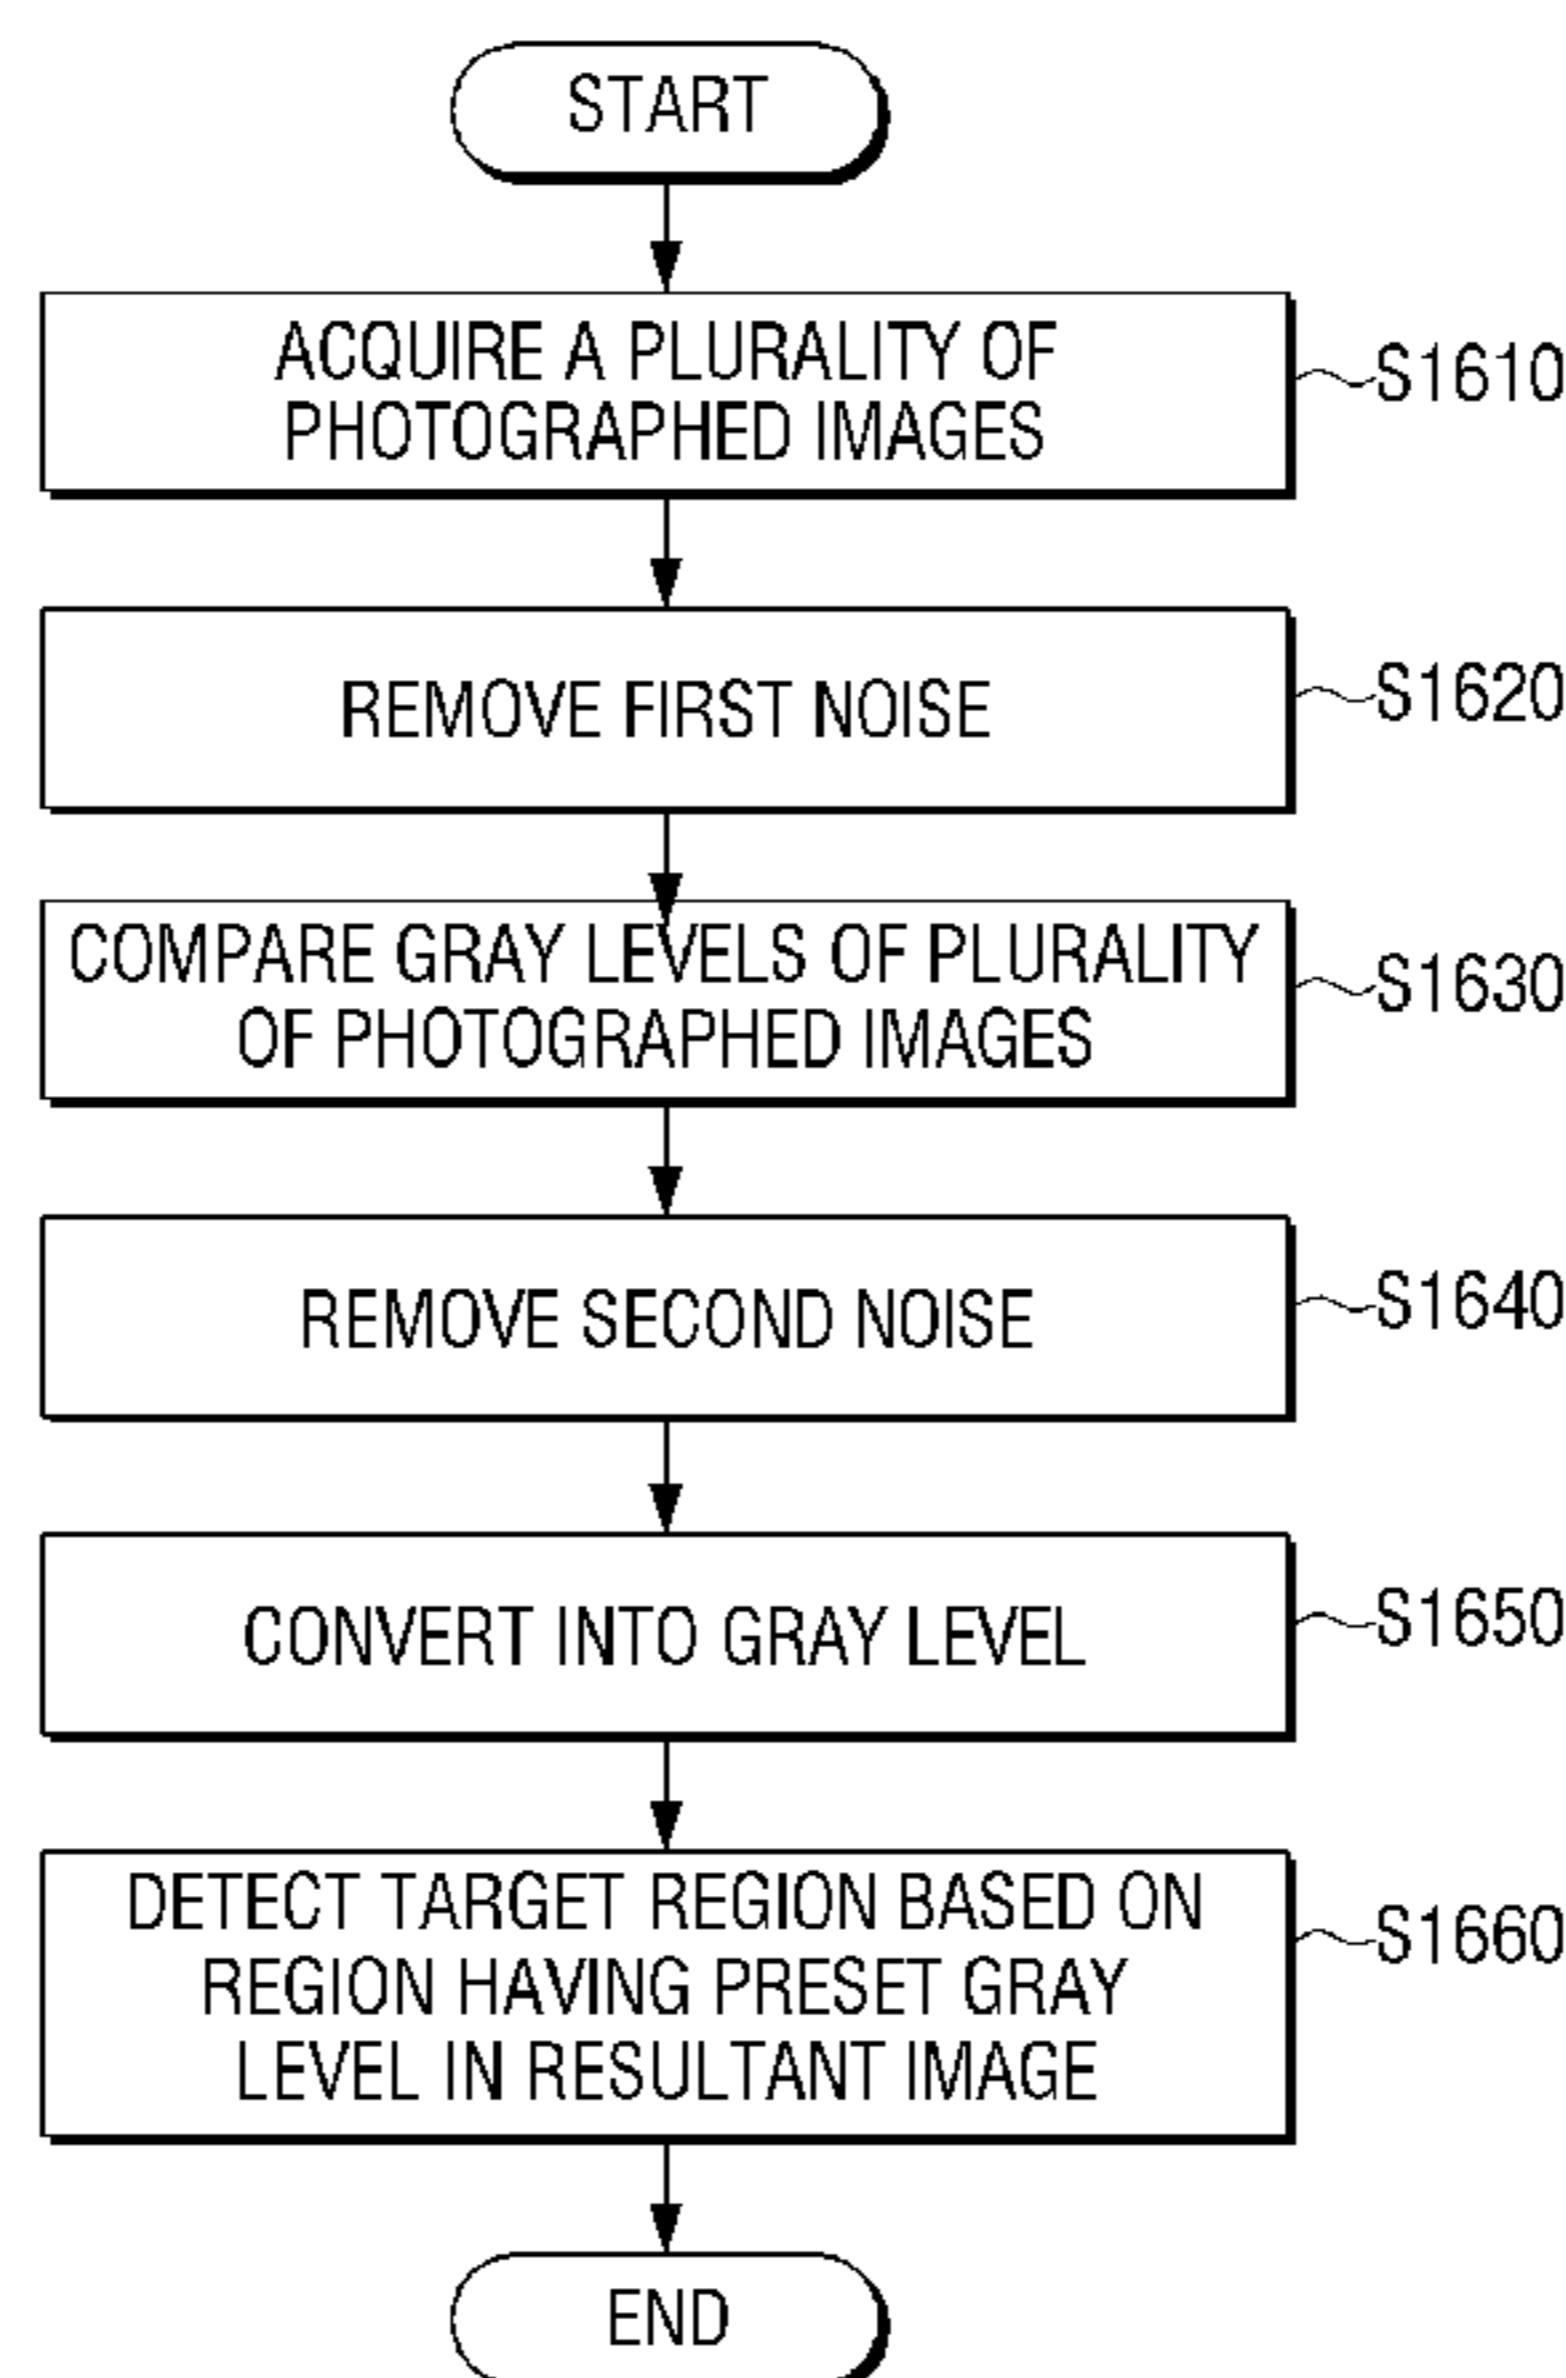 START
ACQUIRE A PLURALITY OF
PHOTOGRAPHED IMAGES
S1610
REMOVE FIRST NOISE
S1620
COMPARE GRAY LEVELS OF PLURALITY
OF PHOTOGRAPHED IMAGES
S1630
REMOVE SECOND NOISE
S1640
CONVERT INTO GRAY LEVEL
S1650
DETECT TARGET REGION BASED ON
REGION HAVING PRESET GRAY
LEVEL IN RESULTANT IMAGE
S1660
END